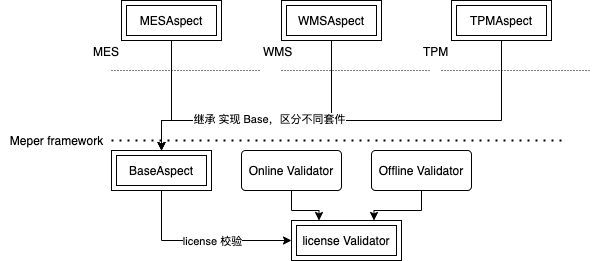 MESAspect
WMSAspect
TPMAspect
MES
WMS
TPM
继承 实现 Base，区分不同套件
Meper framework
BaseAspect
Online Validator
Offline Validator
license 校验
license Validator